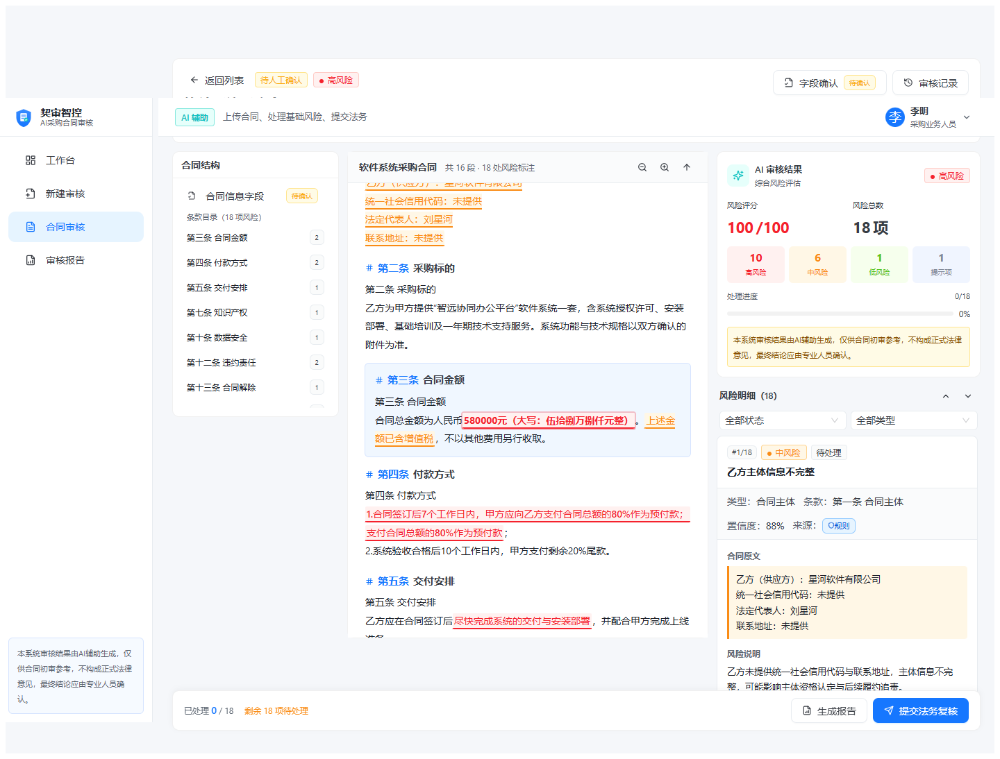 返回列表 待人工确认 高风险
字段确认 待确认 审核记录
契审智控
AI采购合同审核
AI 辅助 上传合同、处理基础风险、提交法务
李明
采购业务人员
工作台
新建审核
合同审核
审核报告
本系统审核结果由AI辅助生成，仅
供合同初审参考，不构成正式法律
意见，最终结论应由专业人员确
认。
合同结构
合同信息字段 待确认
条款目录（18 项风险）
第三条 合同金额 2
第四条 付款方式 2
第五条 交付安排 1
第七条 知识产权 1
第十条 数据安全 1
第十二条 违约责任 2
第十三条 合同解除 1
软件系统采购合同 共 16 段 · 18 处风险标注
乙方（供应方）：星河软件有限公司
统一社会信用代码：未提供
法定代表人：刘星河
联系地址：未提供
# 第二条 采购标的
第二条 采购标的
乙方为甲方提供“智远协同办公平台”软件系统一套，含系统授权许可、安装
部署、基础培训及一年期技术支持服务。系统功能与技术规格以双方确认的
附件为准。
# 第三条 合同金额
第三条 合同金额
合同总金额为人民币580000元（大写：伍拾捌万捌仟元整）。上述金
额已含增值税，不以其他费用另行收取。
# 第四条 付款方式
第四条 付款方式
1.合同签订后7个工作日内，甲方应向乙方支付合同总额的80%作为预付款；
支付合同总额的80%作为预付款；
2.系统验收合格后10个工作日内，甲方支付剩余20%尾款。
# 第五条 交付安排
第五条 交付安排
乙方应在合同签订后尽快完成系统的交付与安装部署，并配合甲方完成上线
准备
AI 审核结果
综合风险评估
高风险
风险评分 风险总数
100 /100 18 项
10 6 1 1
高风险 中风险 低风险 提示项
处理进度 0/18
0%
本系统审核结果由AI辅助生成，仅供合同初审参考，不构成正式法律
意见，最终结论应由专业人员确认。
风险明细（18）
全部状态 全部类型
#1/18 中风险 待处理
乙方主体信息不完整
类型：合同主体 条款：第一条 合同主体
置信度：88% 来源：规则
合同原文
乙方（供应方）：星河软件有限公司
统一社会信用代码：未提供
法定代表人：刘星河
联系地址：未提供
风险说明
乙方未提供统一社会信用代码与联系地址，主体信息不完
整，可能影响主体资格认定与后续履约追责。
已处理 0 / 18 剩余 18 项待处理
生成报告 提交法务复核